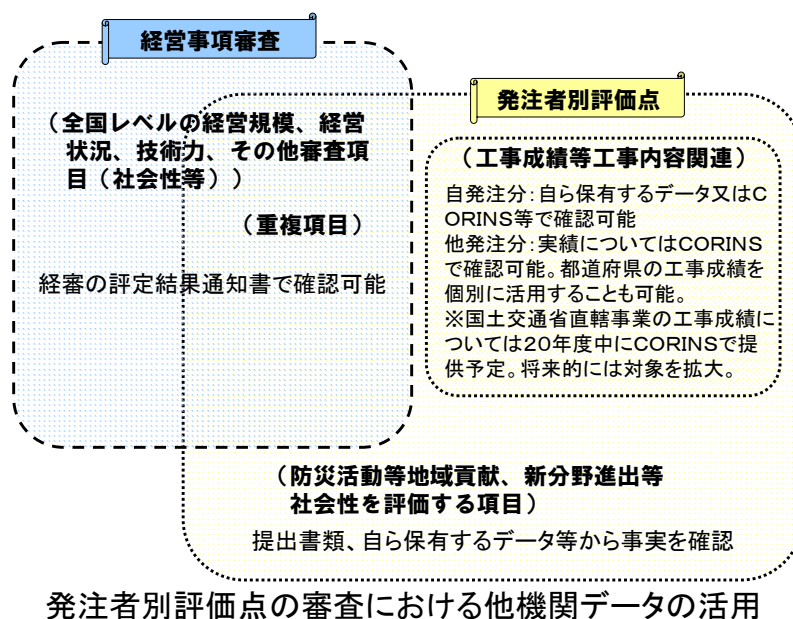 経営事項審査
（全国レベルの経営規模、経営
状況、技術力、その他審査項
目（社会性等））
（重複項目）
経審の評定結果通知書で確認可能
発注者別評価点
（工事成績等工事内容関連）
自発注分：自ら保有するデータ又はC
ORINS等で確認可能
他発注分：実績についてはCORINS
で確認可能。都道府県の工事成績を
個別に活用することも可能。
※国土交通省直轄事業の工事成績に
ついては20年度中にCORINSで提
供予定。将来的には対象を拡大。
（防災活動等地域貢献、新分野進出等
社会性を評価する項目）
提出書類、自ら保有するデータ等から事実を確認
発注者別評価点の審査における他機関データの活用